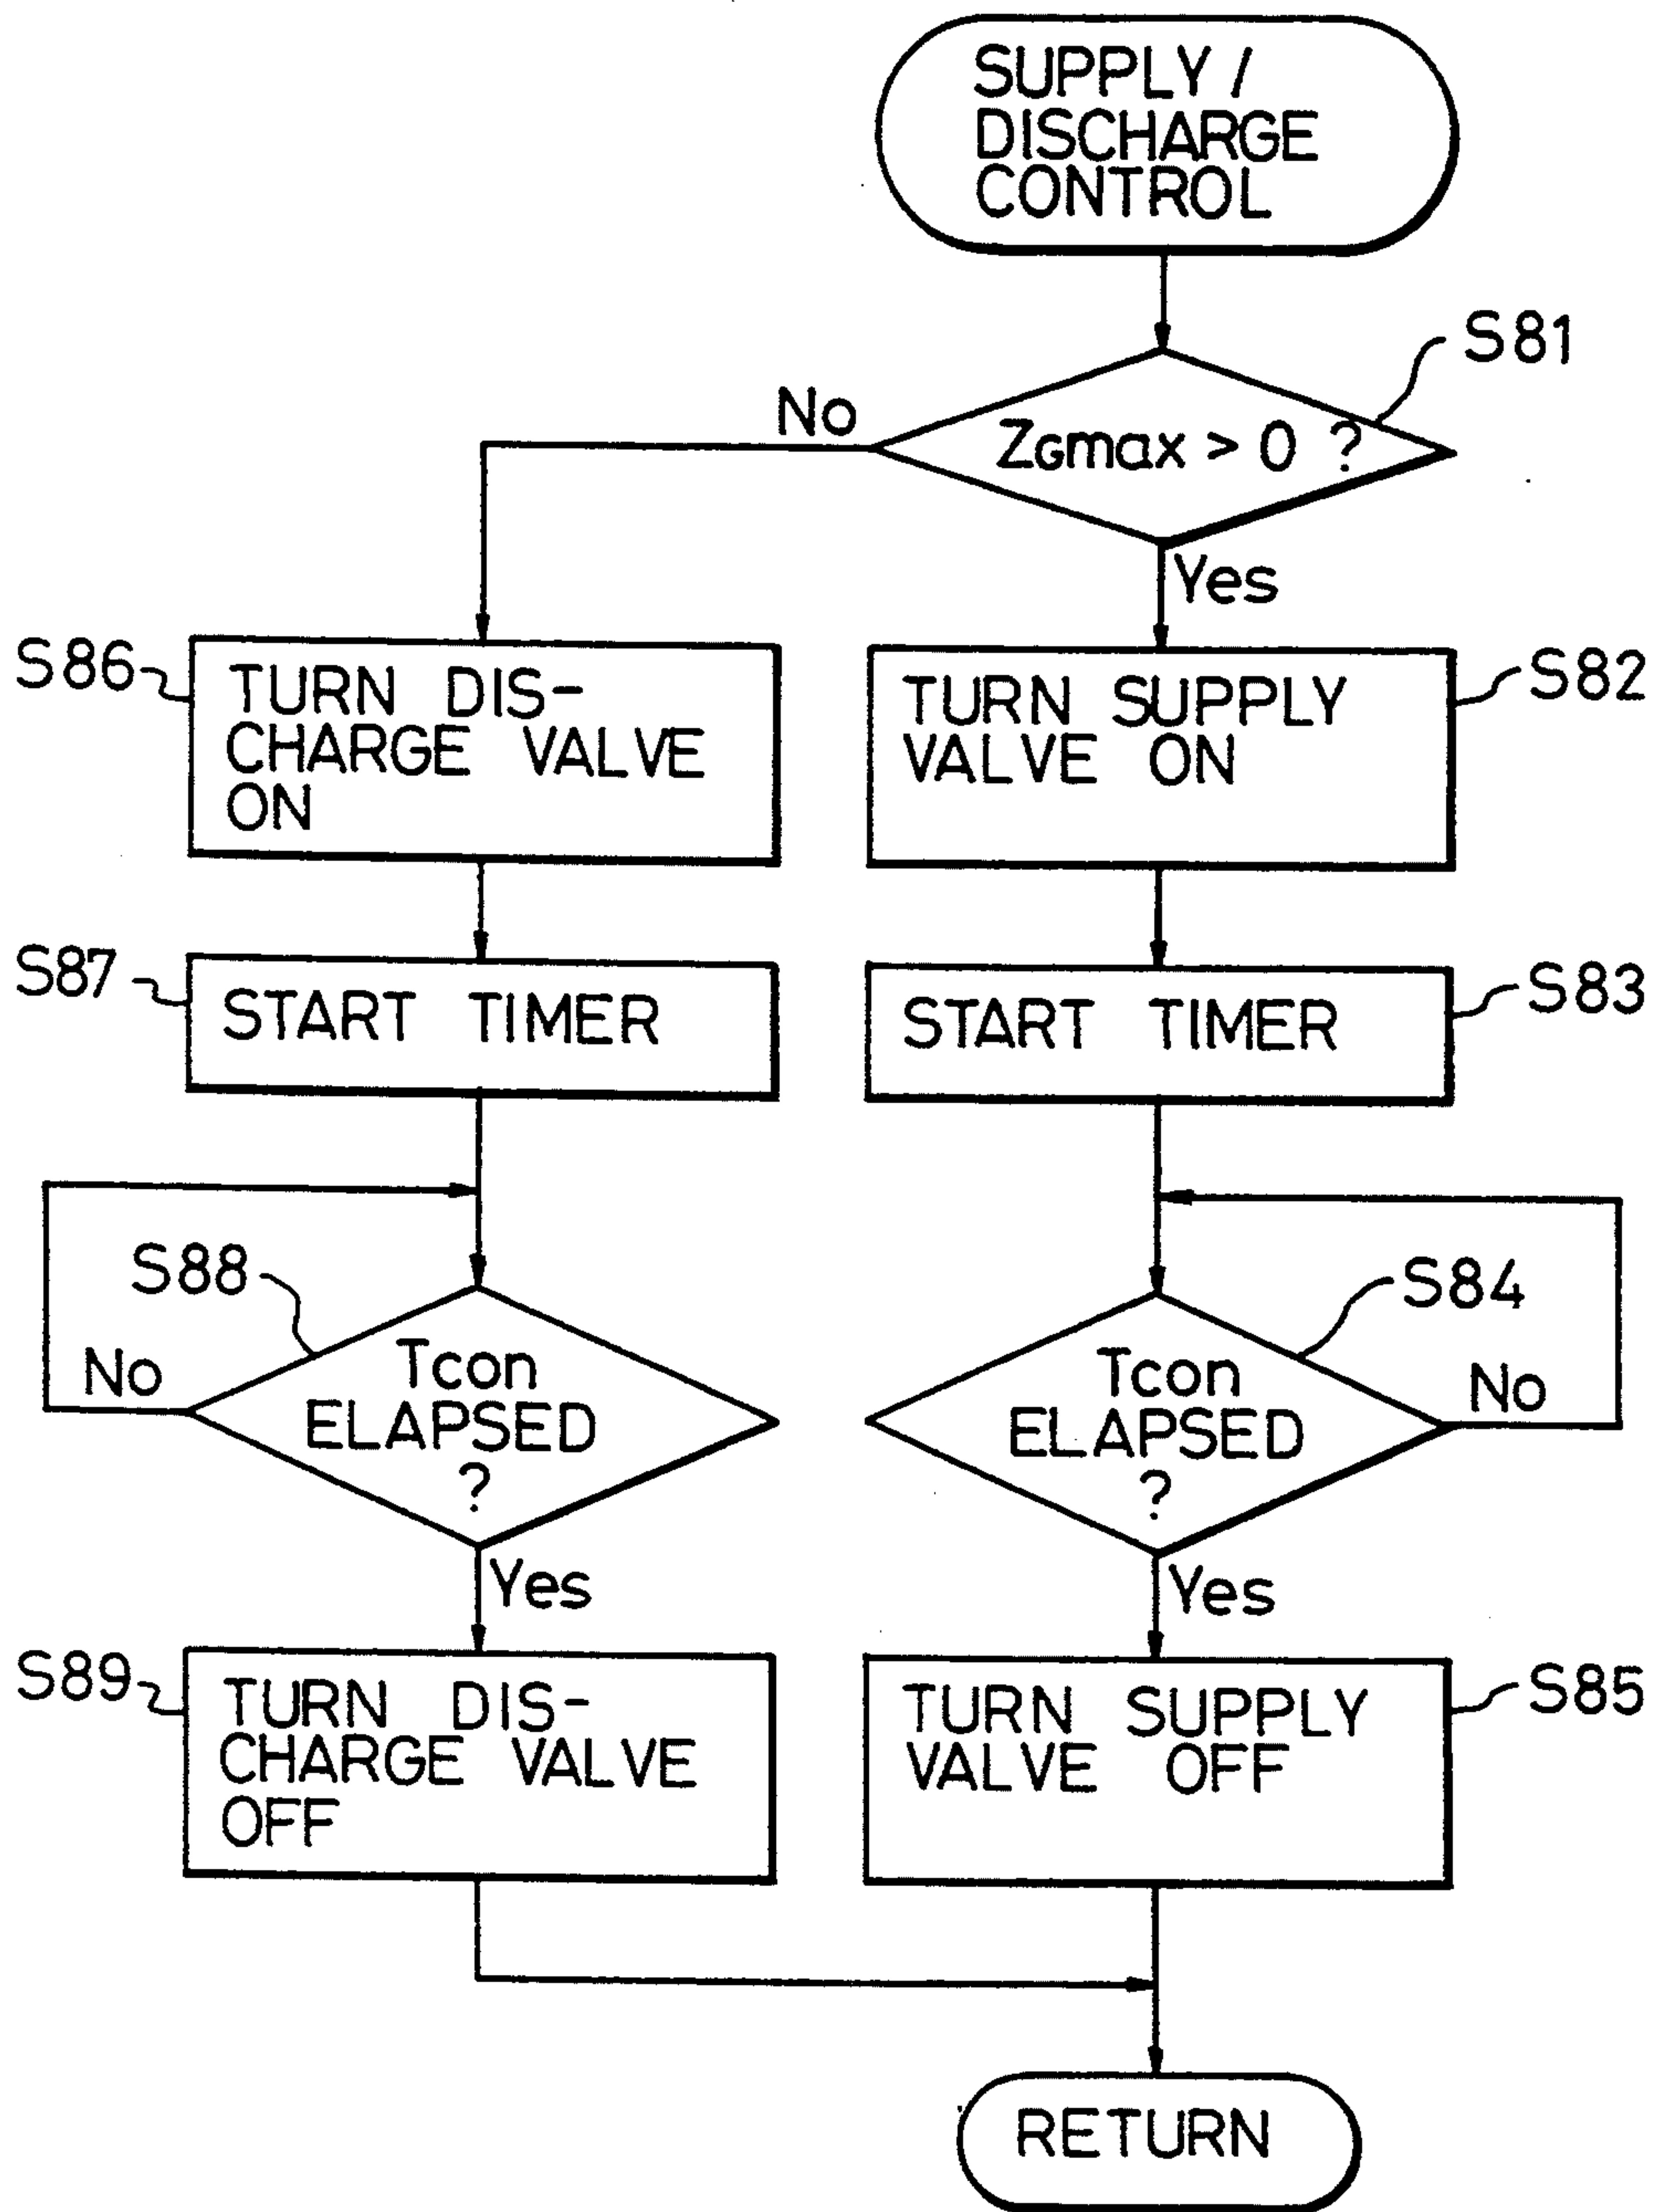 SUPPLY /
DISCHARGE
CONTROL
S81
No
ZGmax > 0 ?
Yes
S86
TURN DIS-
CHARGE VALVE
ON
S82
TURN SUPPLY
VALVE ON
S87
START TIMER
S83
START TIMER
S88
No
Tcon
ELAPSED
?
Yes
S84
Tcon
ELAPSED
?
No
Yes
S89
TURN DIS-
CHARGE VALVE
OFF
S85
TURN SUPPLY
VALVE OFF
RETURN